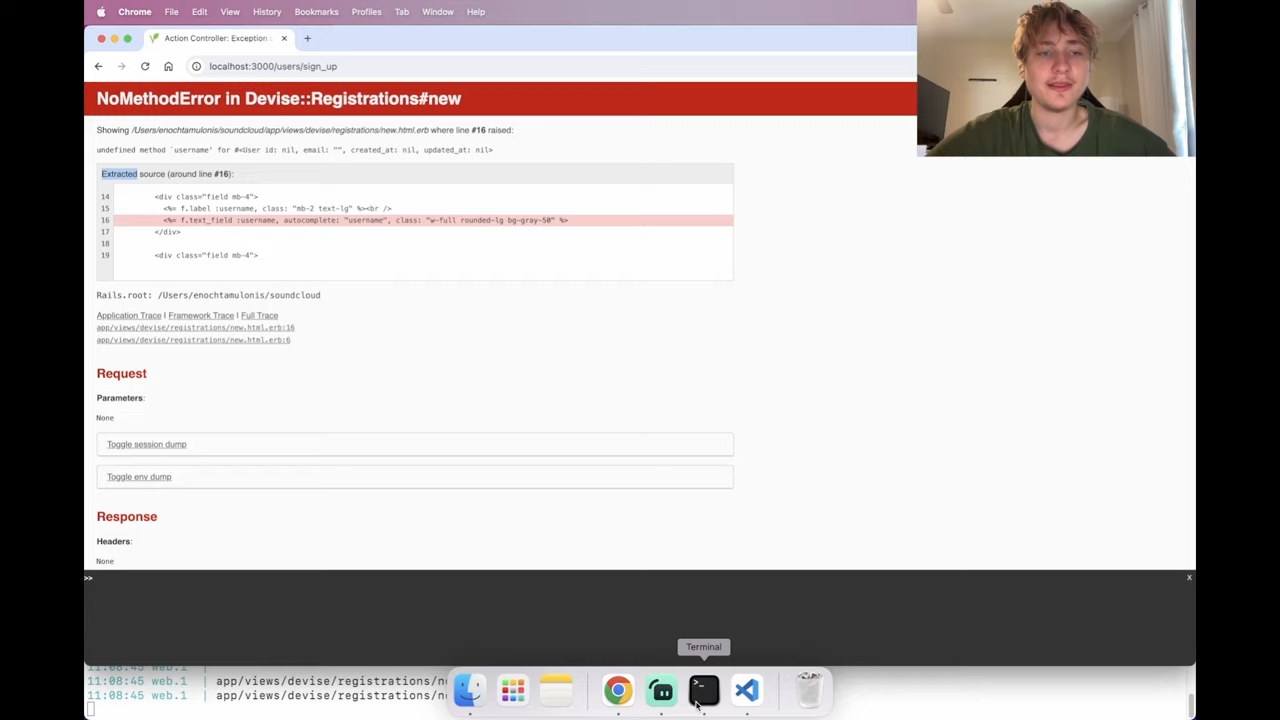 Chrome File Edit View History Bookmarks Profiles Tab Window Help
Action Controller: Exception
localhost:3000/users/sign_up
NoMethodError in Devise::Registrations#new
Showing /Users/enochtamulonis/soundcloud/app/views/devise/registrations/new.html.erb where line #16 raised:
undefined method `username' for #<User id: nil, email: "", created_at: nil, updated_at: nil>
Extracted source (around line #16):
14 <div class="field mb-4">
15 <%= f.label :username, class: "mb-2 text-lg" %><br />
16 <%= f.text_field :username, autocomplete: "username", class: "w-full rounded-lg bg-gray-50" %>
17 </div>
18
19 <div class="field mb-4">
Rails.root: /Users/enochtamulonis/soundcloud
Application Trace | Framework Trace | Full Trace
app/views/devise/registrations/new.html.erb:16
app/views/devise/registrations/new.html.erb:6
Request
Parameters:
None
Toggle session dump
Toggle env dump
Response
Headers:
None
>> x
Terminal
11:08:45 web.1 |
11:08:45 web.1 | app/views/devise/registrations/n
11:08:45 web.1 | app/views/devise/registrations/n